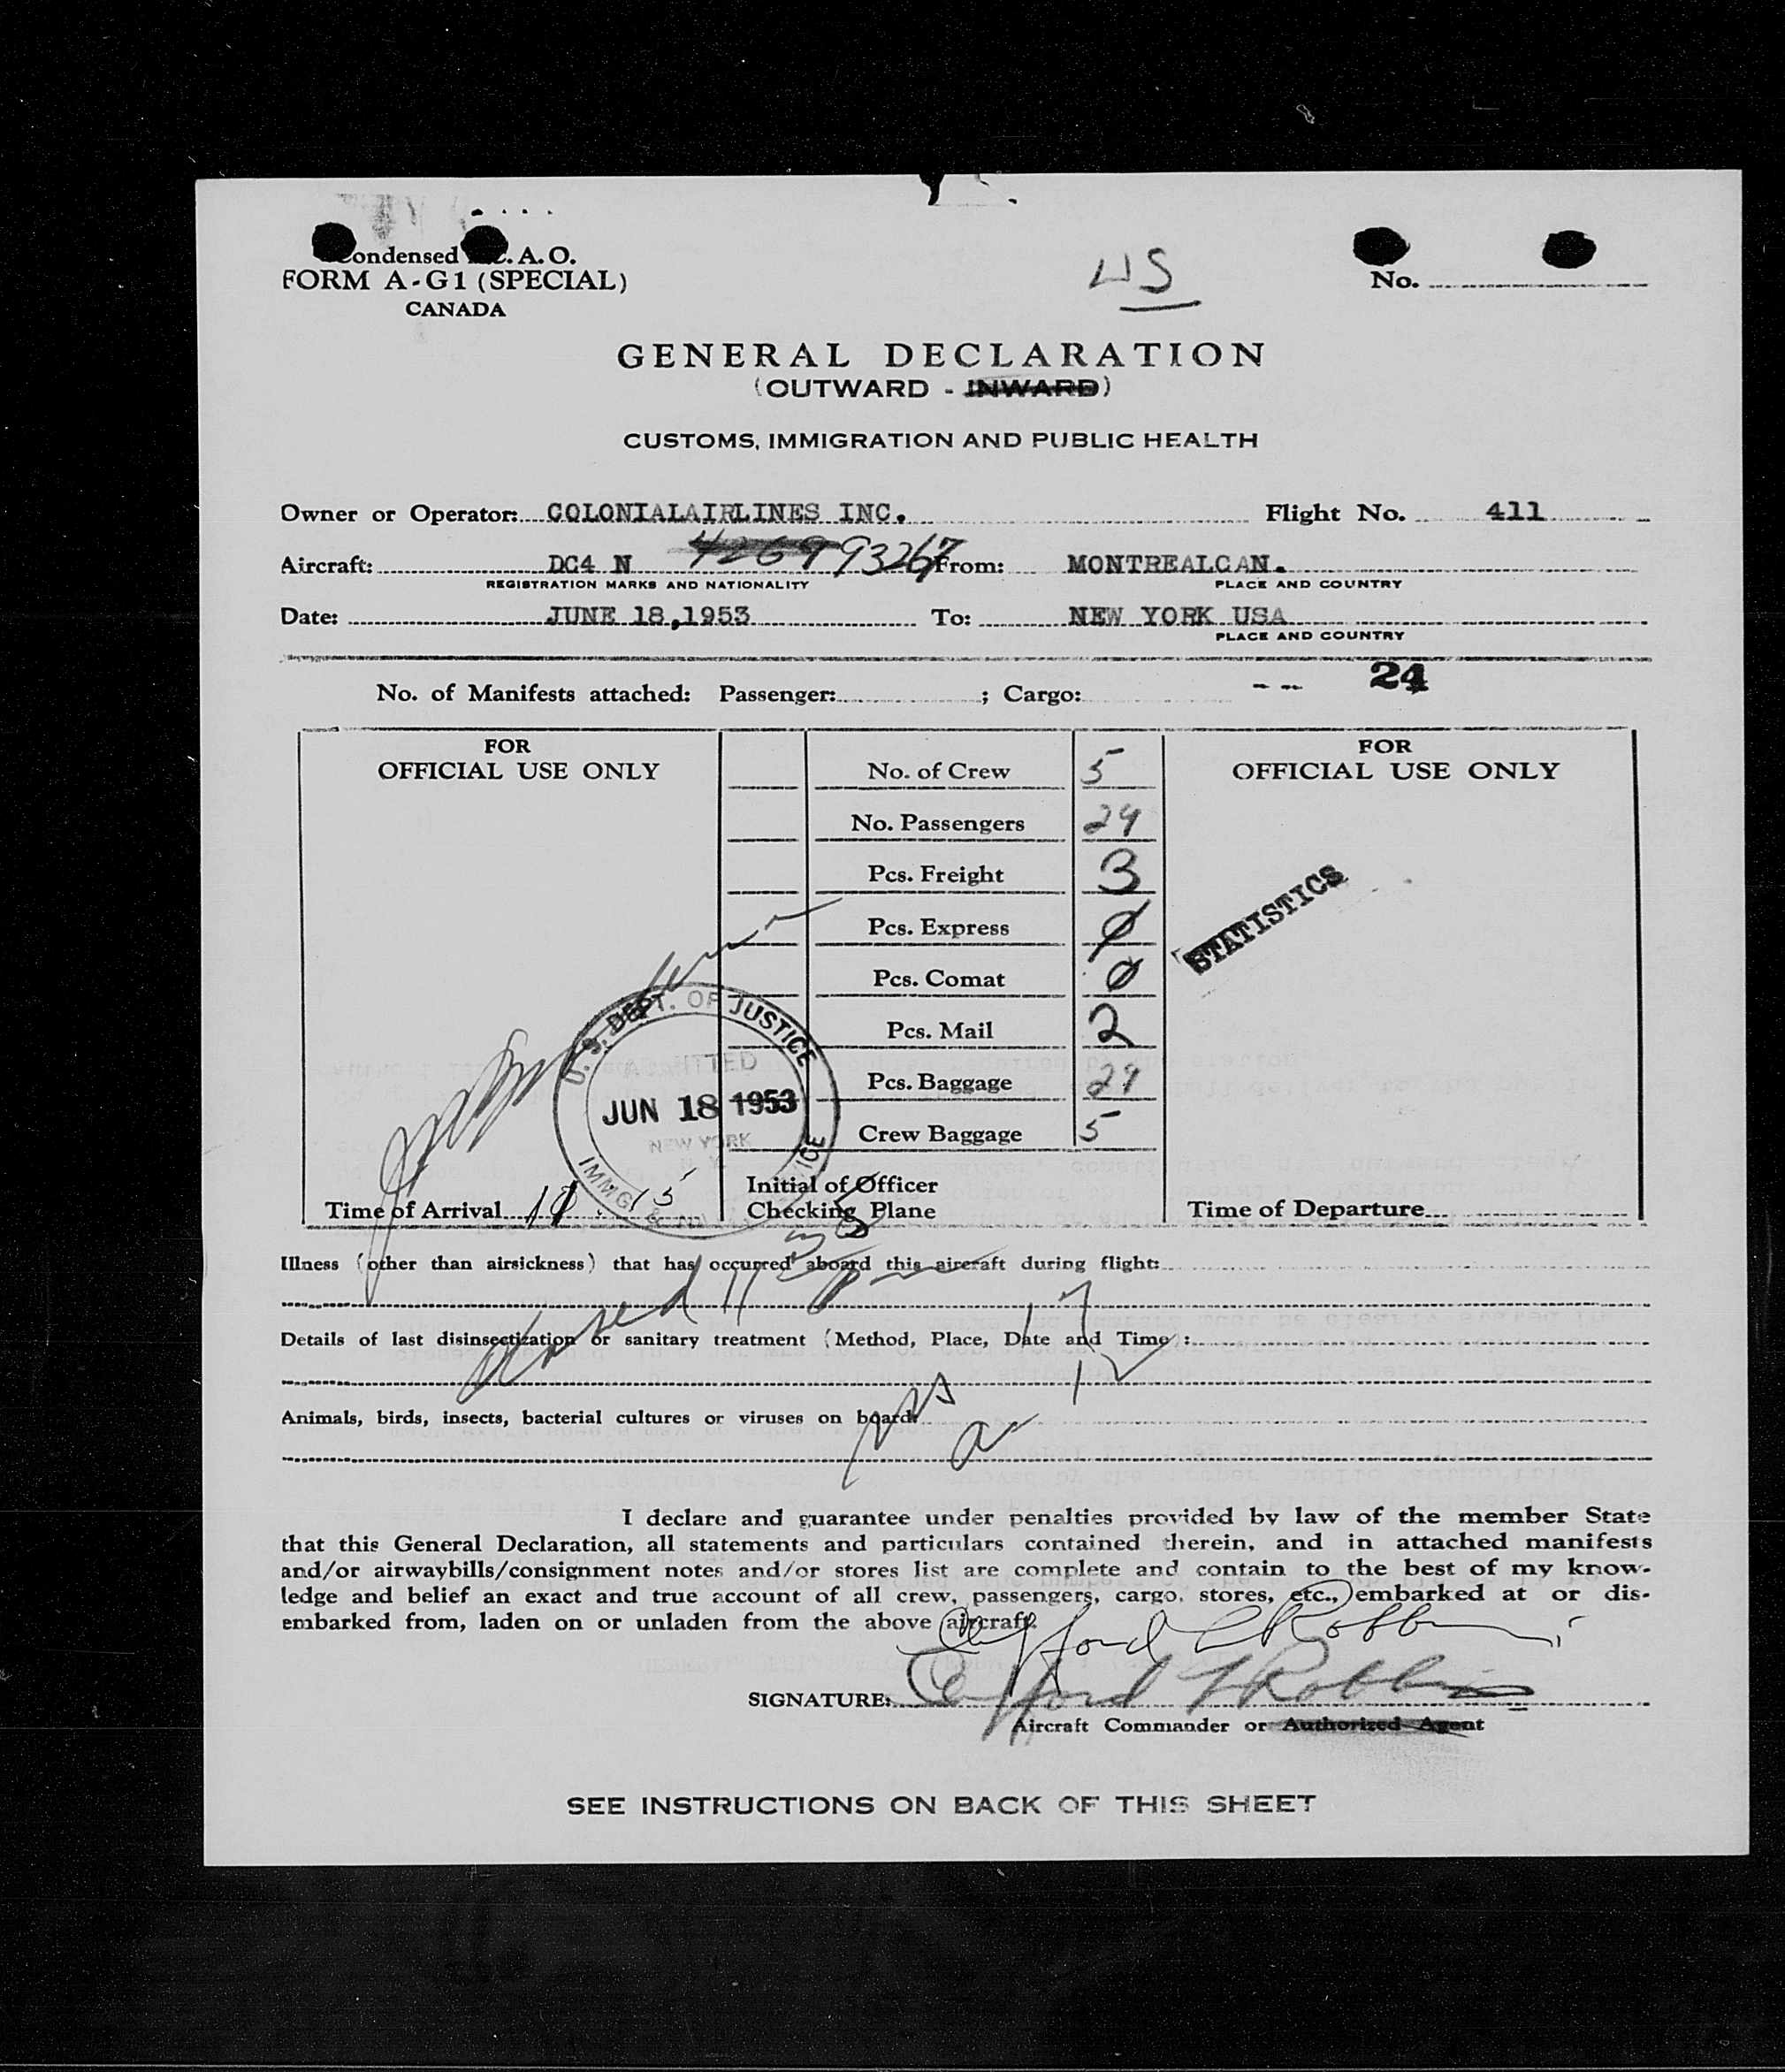 Condensed I.C.A.O.
FORM A-G1 (SPECIAL)
CANADA
US
No.
GENERAL DECLARATION
(OUTWARD - INWARD)
CUSTOMS, IMMIGRATION AND PUBLIC HEALTH
Owner or Operator: COLONIALAIRLINES INC. Flight No. 411
Aircraft: DC4 N 93267 From: MONTREALCAN.
REGISTRATION MARKS AND NATIONALITY PLACE AND COUNTRY
Date: JUNE 18,1953 To: NEW YORK USA
PLACE AND COUNTRY
24
No. of Manifests attached: Passenger: ; Cargo: -- 
FOR
OFFICIAL USE ONLY
No. of Crew 5
No. Passengers 24
Pcs. Freight 3
Pcs. Express 0
Pcs. Comat 0
Pcs. Mail 2
Pcs. Baggage 29
Crew Baggage 5
FOR
OFFICIAL USE ONLY
STATISTICS
U. S. DEPT. OF JUSTICE
ADMITTED
JUN 18 1953
NEW YORK
IMMG. &
Initial of Officer
Checking Plane
Time of Arrival
Time of Departure
Illness (other than airsickness) that has occurred aboard this aircraft during flight:
Details of last disinsectization or sanitary treatment (Method, Place, Date and Time):
Animals, birds, insects, bacterial cultures or viruses on board:
I declare and guarantee under penalties provided by law of the member State
that this General Declaration, all statements and particulars contained therein, and in attached manifests
and/or airwaybills/consignment notes and/or stores list are complete and contain to the best of my know-
ledge and belief an exact and true account of all crew, passengers, cargo, stores, etc., embarked at or dis-
embarked from, laden on or unladen from the above aircraft.
SIGNATURE:
Aircraft Commander or Authorized Agent
SEE INSTRUCTIONS ON BACK OF THIS SHEET